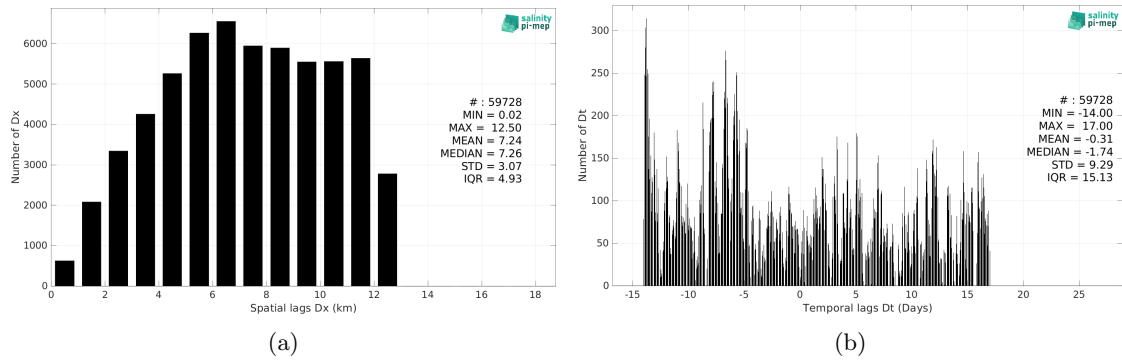 salinity
pi-mep
6000
5000
4000
3000
2000
1000
0
Number of Dx
# : 59728
MIN = 0.02
MAX = 12.50
MEAN = 7.24
MEDIAN = 7.26
STD = 3.07
IQR = 4.93
0 2 4 6 8 10 12 14 16 18
Spatial lags Dx (km)
(a)
salinity
pi-mep
300
250
200
150
100
50
0
Number of Dt
# : 59728
MIN = -14.00
MAX = 17.00
MEAN = -0.31
MEDIAN = -1.74
STD = 9.29
IQR = 15.13
-15 -10 -5 0 5 10 15 20 25
Temporal lags Dt (Days)
(b)